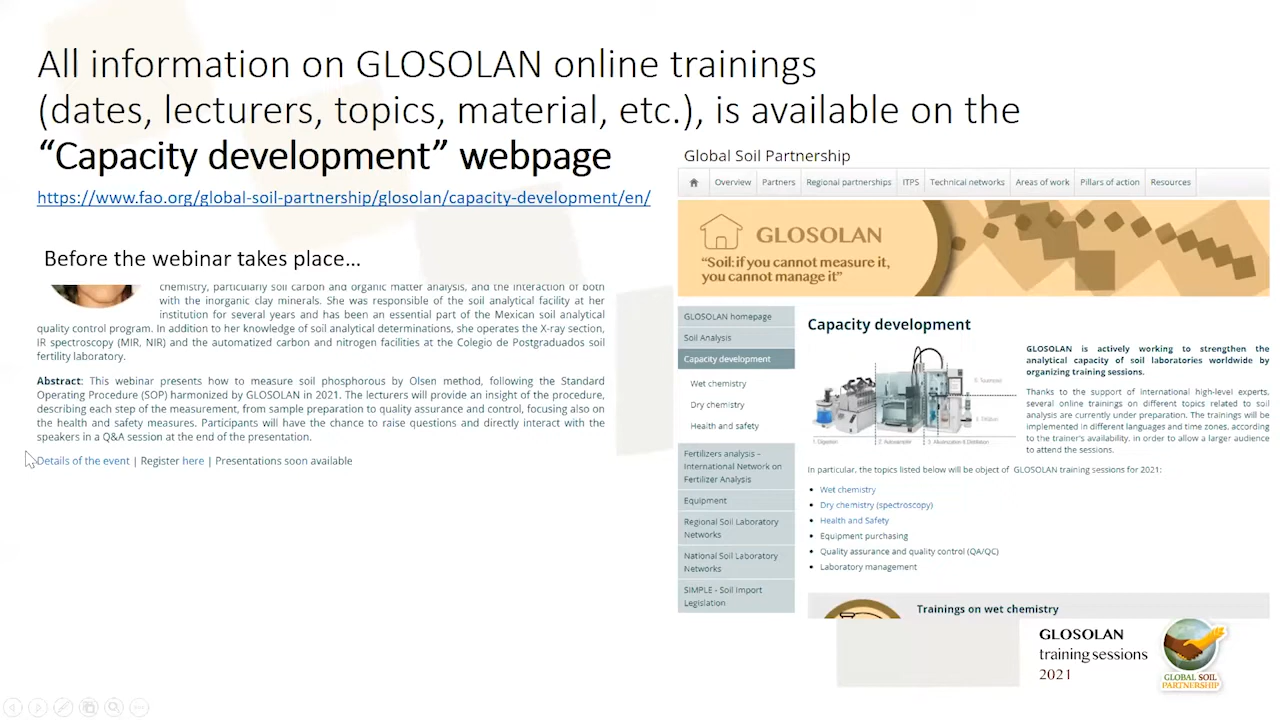 All information on GLOSOLAN online trainings
(dates, lecturers, topics, material, etc.), is available on the
“Capacity development” webpage
https://www.fao.org/global-soil-partnership/glosolan/capacity-development/en/
Before the webinar takes place…
chemistry, particularly soil carbon and organic matter analysis, and the interaction of both
with the inorganic clay minerals. She was responsible of the soil analytical facility at her
institution for several years and has been an essential part of the Mexican soil analytical
quality control program. In addition to her knowledge of soil analytical determinations, she operates the X-ray section,
IR spectroscopy (MIR, NIR) and the automatized carbon and nitrogen facilities at the Colegio de Postgraduados soil
fertility laboratory.
Abstract: This webinar presents how to measure soil phosphorous by Olsen method, following the Standard
Operating Procedure (SOP) harmonized by GLOSOLAN in 2021. The lecturers will provide an insight of the procedure,
describing each step of the measurement, from sample preparation to quality assurance and control, focusing also on
the health and safety measures. Participants will have the chance to raise questions and directly interact with the
speakers in a Q&A session at the end of the presentation.
Details of the event | Register here | Presentations soon available
Global Soil Partnership
Overview Partners Regional partnerships ITPS Technical networks Areas of work Pillars of action Resources
GLOSOLAN
“Soil: if you cannot measure it,
you cannot manage it”
GLOSOLAN homepage
Soil Analysis
Capacity development
Wet chemistry
Dry chemistry
Health and safety
Fertilizers analysis –
International Network on
Fertilizer Analysis
Equipment
Regional Soil Laboratory
Networks
National Soil Laboratory
Networks
SIMPLE - Soil Import
Legislation
Capacity development
1. Digestion
2. Autosampler
GLOSOLAN is actively working to strengthen the
analytical capacity of soil laboratories worldwide by
organizing training sessions.
Thanks to the support of international high-level experts,
several online trainings on different topics related to soil
analysis are currently under preparation. The trainings will be
implemented in different languages and time zones, according
to the trainer's availability, in order to allow a larger audience
to attend the sessions.
In particular, the topics listed below will be object of GLOSOLAN training sessions for 2021:
• Wet chemistry
• Dry chemistry (spectroscopy)
• Health and Safety
• Equipment purchasing
• Quality assurance and quality control (QA/QC)
• Laboratory management
Trainings on wet chemistry
GLOSOLAN
training sessions
2021
GLOBAL SOIL
PARTNERSHIP